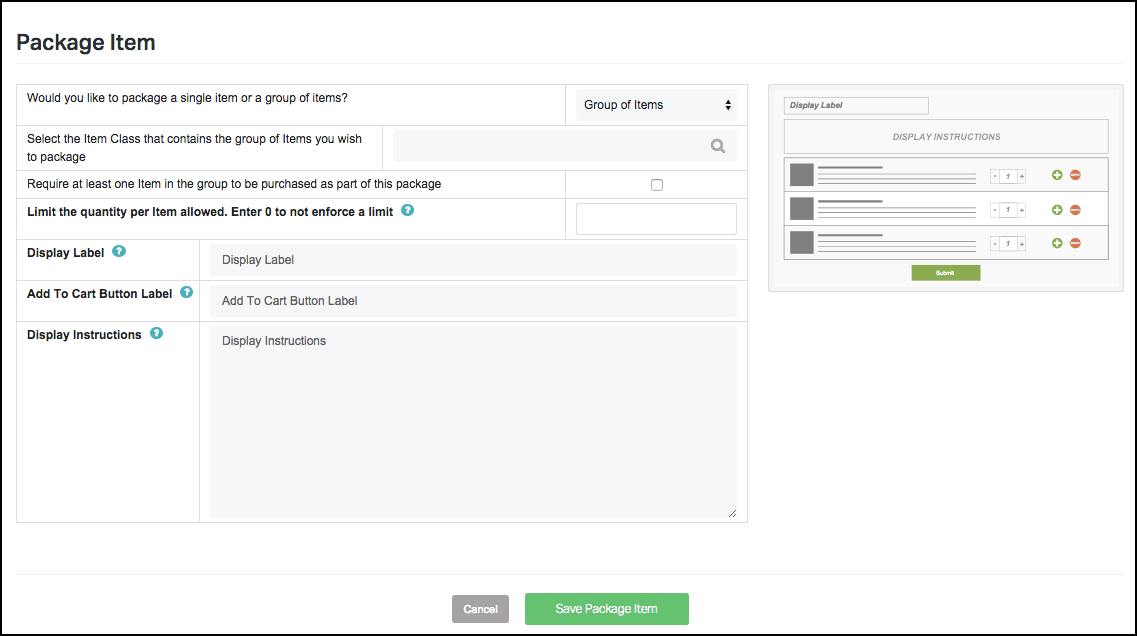 Package Item
Would you like to package a single item or a group of items?
Group of Items
Select the Item Class that contains the group of Items you wish
to package
Require at least one Item in the group to be purchased as part of this package
Limit the quantity per Item allowed. Enter 0 to not enforce a limit ?
Display Label ?
Display Label
Add To Cart Button Label ?
Add To Cart Button Label
Display Instructions ?
Display Instructions
Display Label
DISPLAY INSTRUCTIONS
- 1 +
- 1 +
- 1 +
Submit
Cancel
Save Package Item